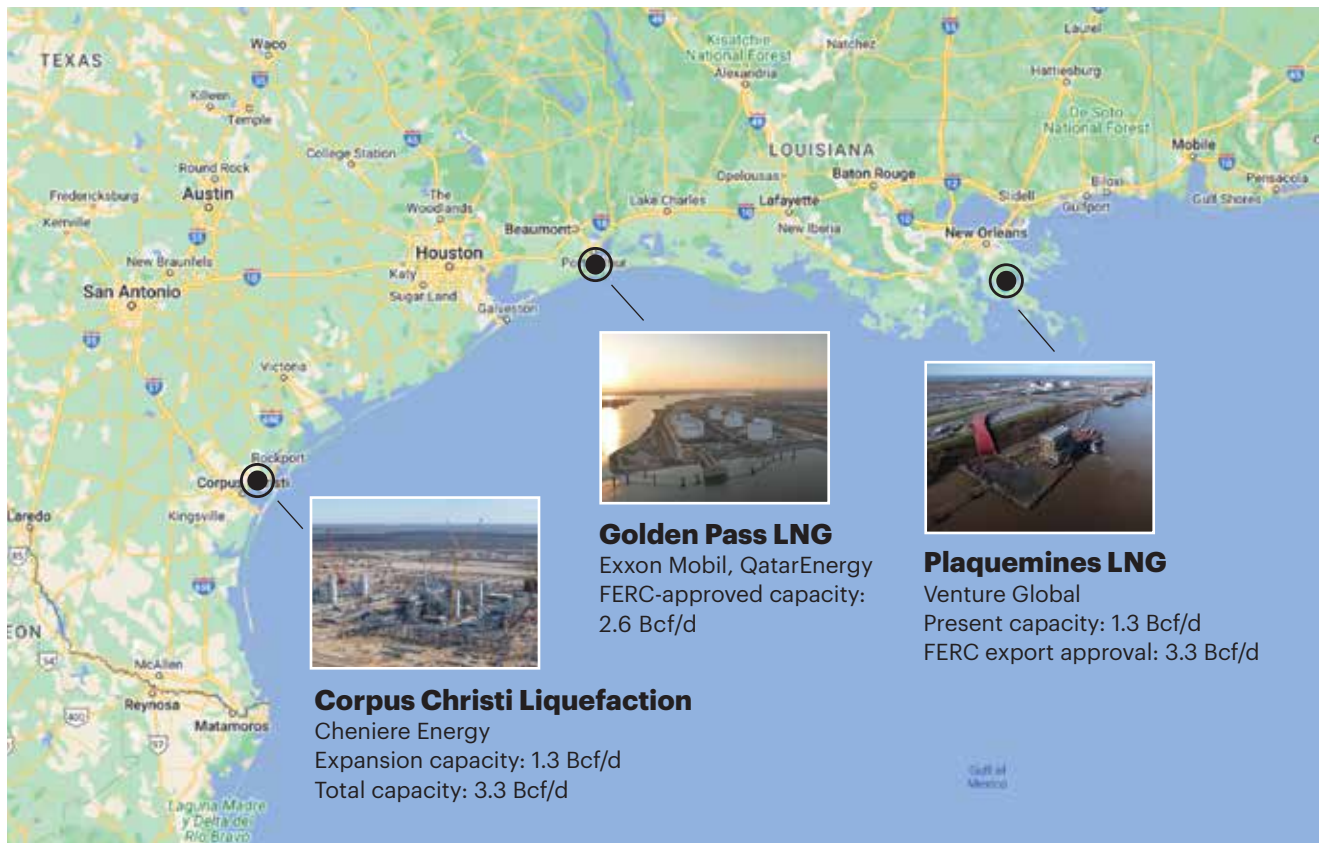 TEXAS
Waco
Killeen
Temple
College Station
Round Rock
Austin
Fredericksburg
Kerrville
New Braunfels
San Antonio
The
Woodlands
Houston
Katy
Sugar Land
Galveston
Beaumont
Victoria
Rockport
Kingsville
Laredo
McAllen
Reynosa
Matamoros
Laguna Madre
y Delta de
Río Bravo
Kisatchie
National Forest
Alexandria
Natchez
Laurel
Hattiesburg
De Soto
National Forest
LOUISIANA
Opelousas
Baton Rouge
Lake Charles
Lafayette
New Iberia
Slidell
New Orleans
Biloxi
Gulfport
Mobile
Pensacola
Gulf Shores
Gulf of
Mexico
Golden Pass LNG
Exxon Mobil, QatarEnergy
FERC-approved capacity:
2.6 Bcf/d
Plaquemines LNG
Venture Global
Present capacity: 1.3 Bcf/d
FERC export approval: 3.3 Bcf/d
Corpus Christi Liquefaction
Cheniere Energy
Expansion capacity: 1.3 Bcf/d
Total capacity: 3.3 Bcf/d